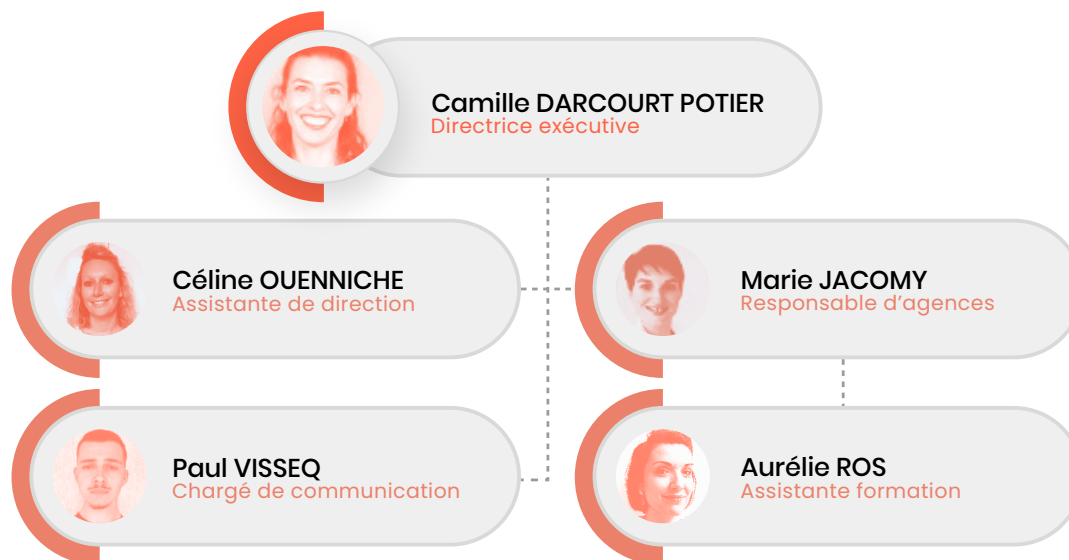 Camille DARCOURT POTIER
Directrice exécutive
Céline OUENNICHE
Assistante de direction
Marie JACOMY
Responsable d’agences
Paul VISSEQ
Chargé de communication
Aurélie ROS
Assistante formation